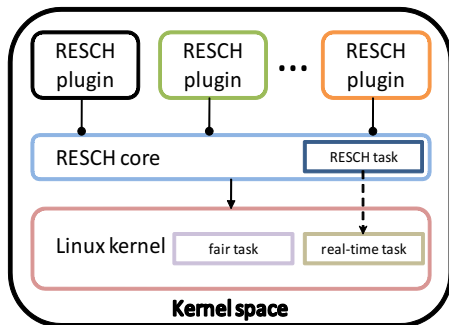 RESCH
plugin
RESCH
plugin
...
RESCH
plugin
RESCH core
RESCH task
Linux kernel
fair task
real-time task
Kernel space